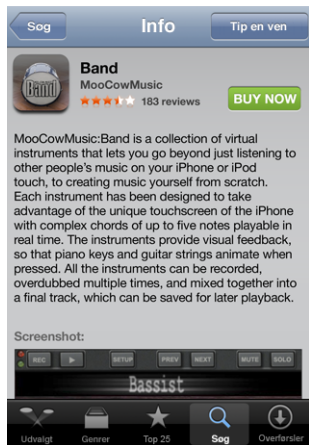 Søg
Info
Tip en ven
Band
Band
MooCowMusic
183 reviews
BUY NOW
MooCowMusic:Band is a collection of virtual
instruments that lets you go beyond just listening to
other people's music on your iPhone or iPod
touch, to creating music yourself from scratch.
Each instrument has been designed to take
advantage of the unique touchscreen of the iPhone
with complex chords of up to five notes playable in
real time. The instruments provide visual feedback,
so that piano keys and guitar strings animate when
pressed. All the instruments can be recorded,
overdubbed multiple times, and mixed together into
a final track, which can be saved for later playback.
Screenshot:
REC SETUP PREV NEXT MUTE SOLO
Bassist
Udvalgt Genrer Top 25 Søg Overførsler